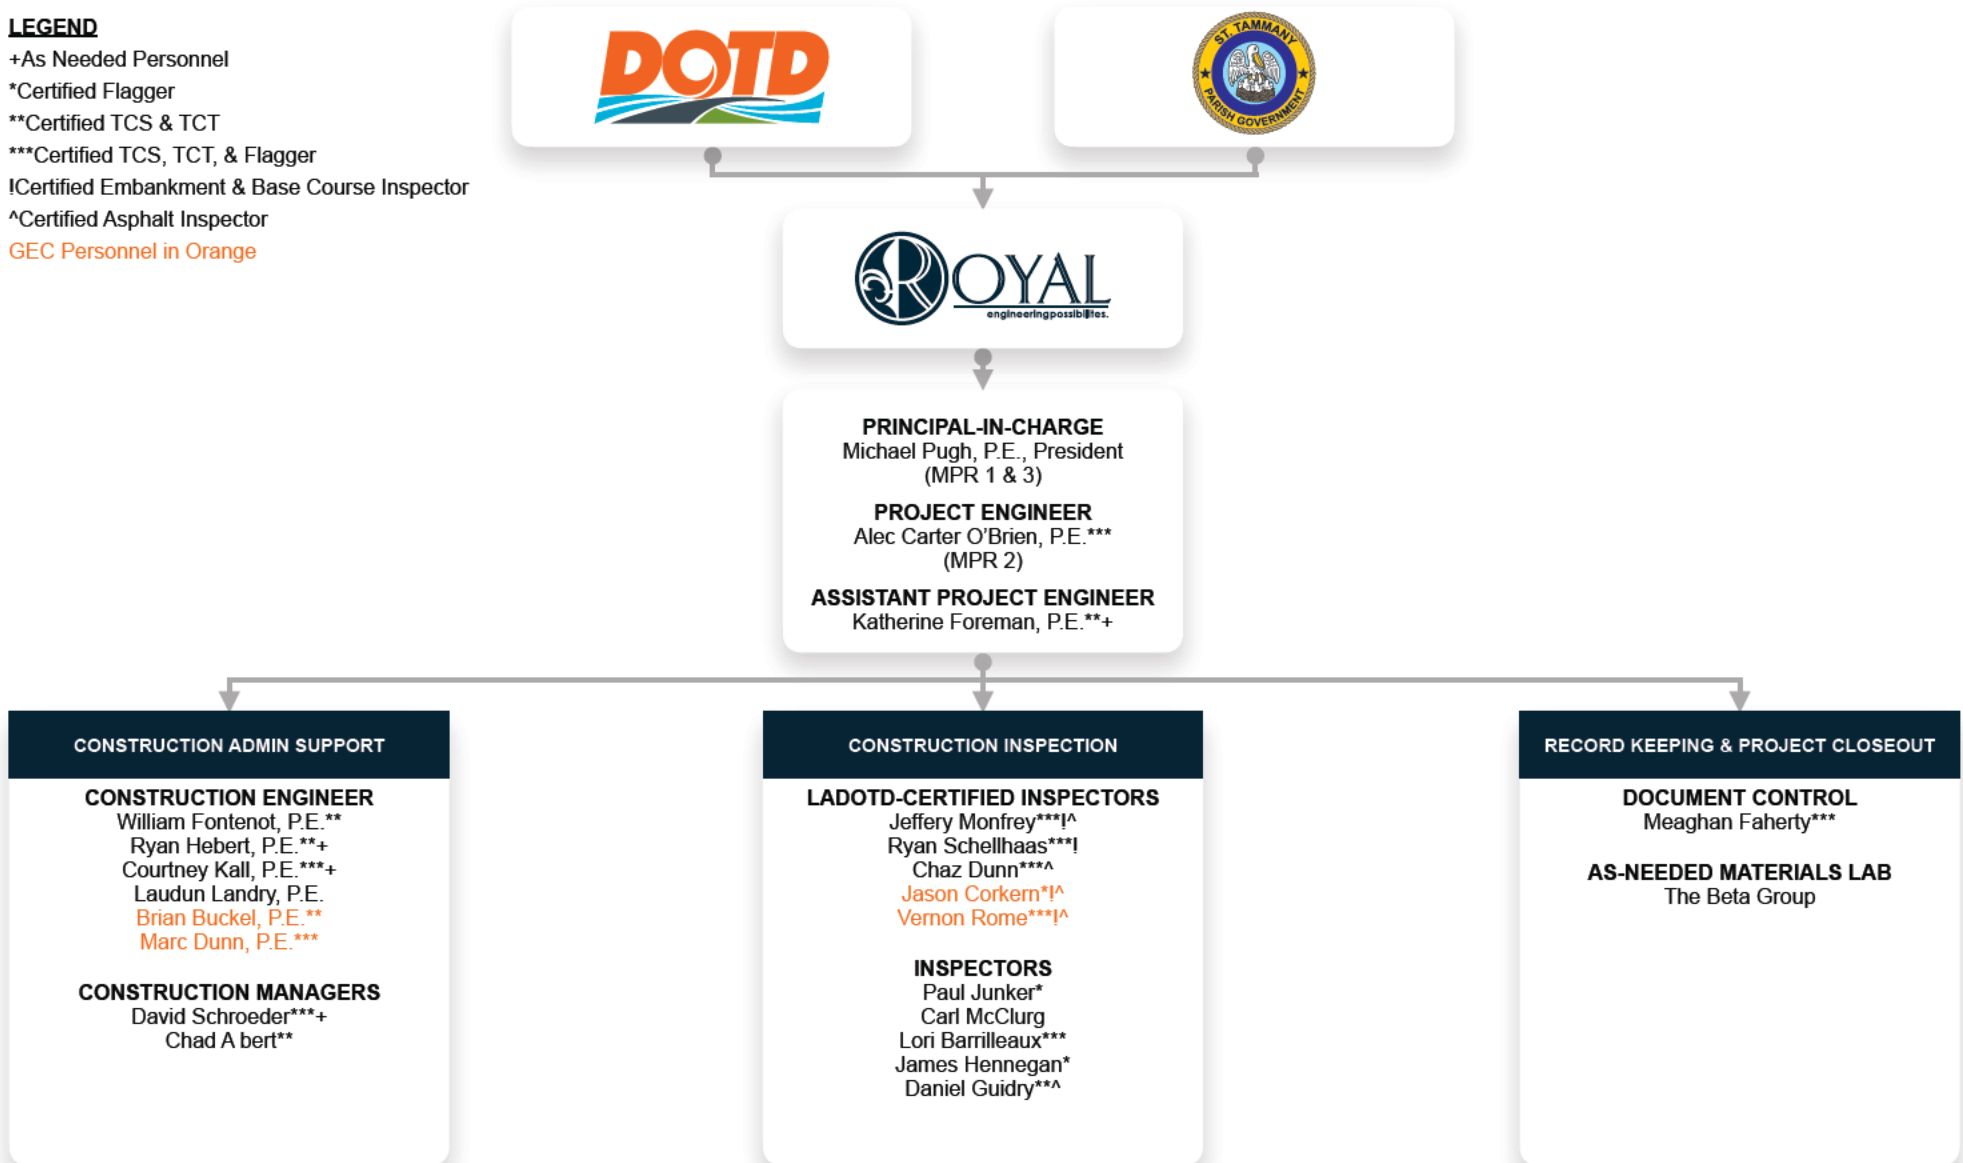 LEGEND
+As Needed Personnel
*Certified Flagger
**Certified TCS & TCT
***Certified TCS, TCT, & Flagger
!Certified Embankment & Base Course Inspector
^Certified Asphalt Inspector
GEC Personnel in Orange
DOTD
ST. TAMMANY
PARISH GOVERNMENT
ROYAL
engineeringpossibilites.
PRINCIPAL-IN-CHARGE
Michael Pugh, P.E., President
(MPR 1 & 3)
PROJECT ENGINEER
Alec Carter O’Brien, P.E.***
(MPR 2)
ASSISTANT PROJECT ENGINEER
Katherine Foreman, P.E.**+
CONSTRUCTION ADMIN SUPPORT
CONSTRUCTION ENGINEER
William Fontenot, P.E.**
Ryan Hebert, P.E.**+
Courtney Kall, P.E.***+
Laudun Landry, P.E.
Brian Buckel, P.E.**
Marc Dunn, P.E.***
CONSTRUCTION MANAGERS
David Schroeder***+
Chad A bert**
CONSTRUCTION INSPECTION
LADOTD-CERTIFIED INSPECTORS
Jeffery Monfrey***!^
Ryan Schellhaas***!
Chaz Dunn***^
Jason Corkern*!^
Vernon Rome***!^
INSPECTORS
Paul Junker*
Carl McClurg
Lori Barrilleaux***
James Hennegan*
Daniel Guidry**^
RECORD KEEPING & PROJECT CLOSEOUT
DOCUMENT CONTROL
Meaghan Faherty***
AS-NEEDED MATERIALS LAB
The Beta Group